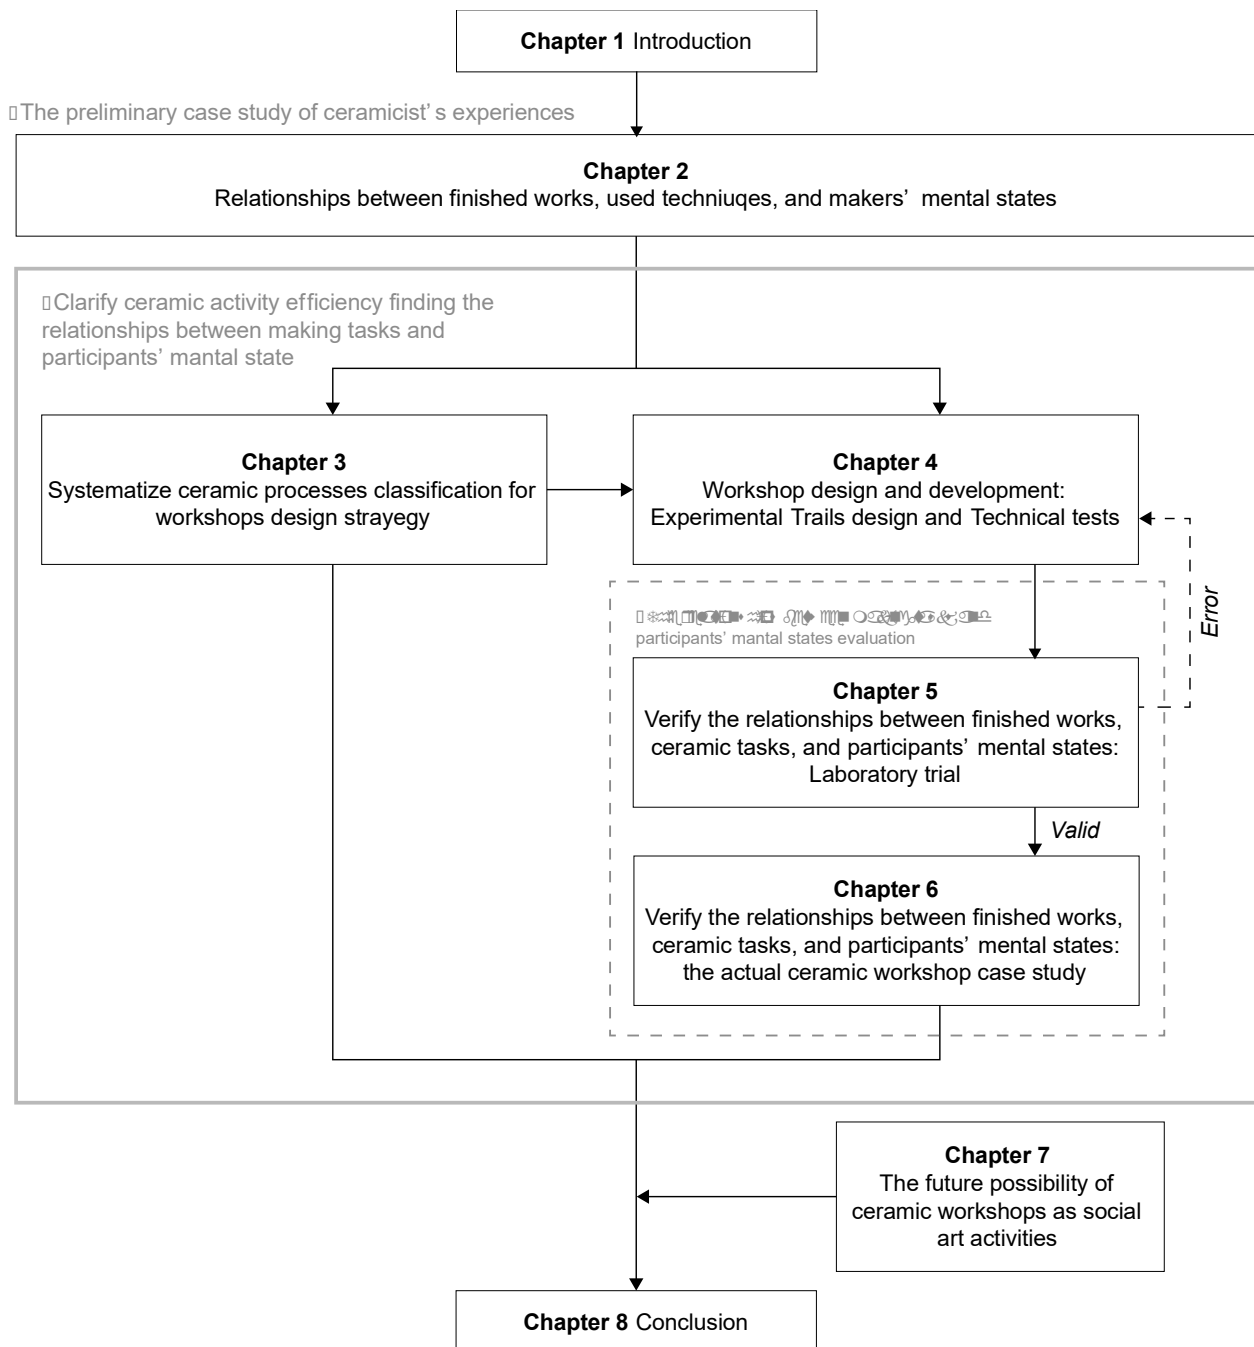 Chapter 1 Introduction
The preliminary case study of ceramicist’s experiences
Chapter 2
Relationships between finished works, used techniuqes, and makers’ mental states
Clarify ceramic activity efficiency finding the
relationships between making tasks and
participants’ mantal state
Chapter 3
Systematize ceramic processes classification for
workshops design strayegy
Chapter 4
Workshop design and development:
Experimental Trails design and Technical tests
participants’ mantal states evaluation
Error
Chapter 5
Verify the relationships between finished works,
ceramic tasks, and participants’ mental states:
Laboratory trial
Valid
Chapter 6
Verify the relationships between finished works,
ceramic tasks, and participants’ mental states:
the actual ceramic workshop case study
Chapter 7
The future possibility of
ceramic workshops as social
art activities
Chapter 8 Conclusion